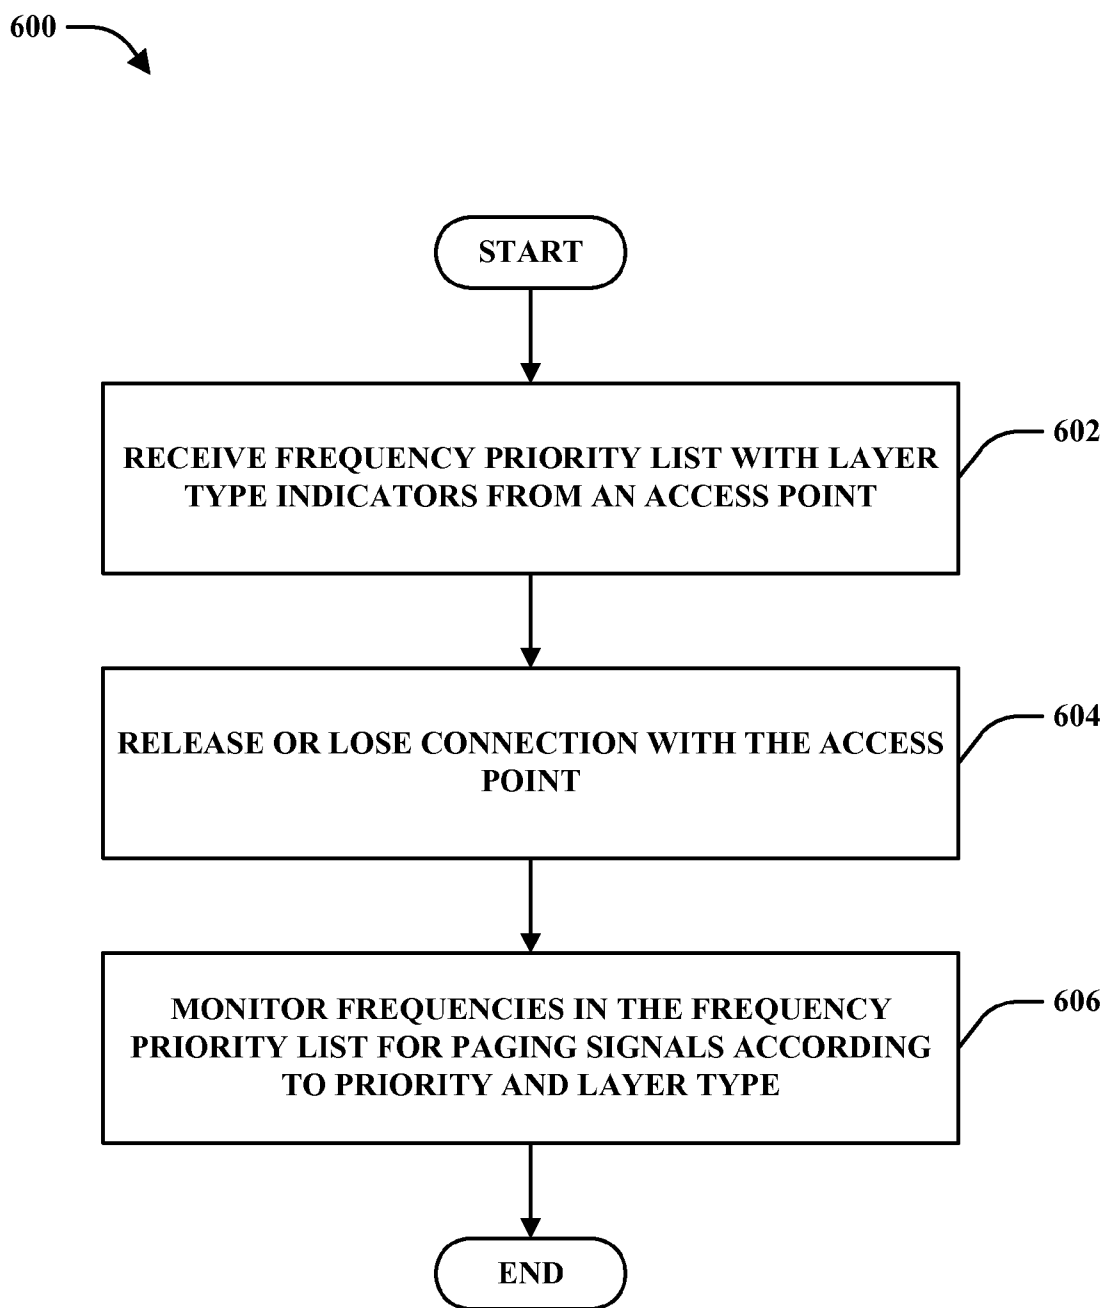 600
START
RECEIVE FREQUENCY PRIORITY LIST WITH LAYER
TYPE INDICATORS FROM AN ACCESS POINT
602
RELEASE OR LOSE CONNECTION WITH THE ACCESS
POINT
604
MONITOR FREQUENCIES IN THE FREQUENCY
PRIORITY LIST FOR PAGING SIGNALS ACCORDING
TO PRIORITY AND LAYER TYPE
606
END